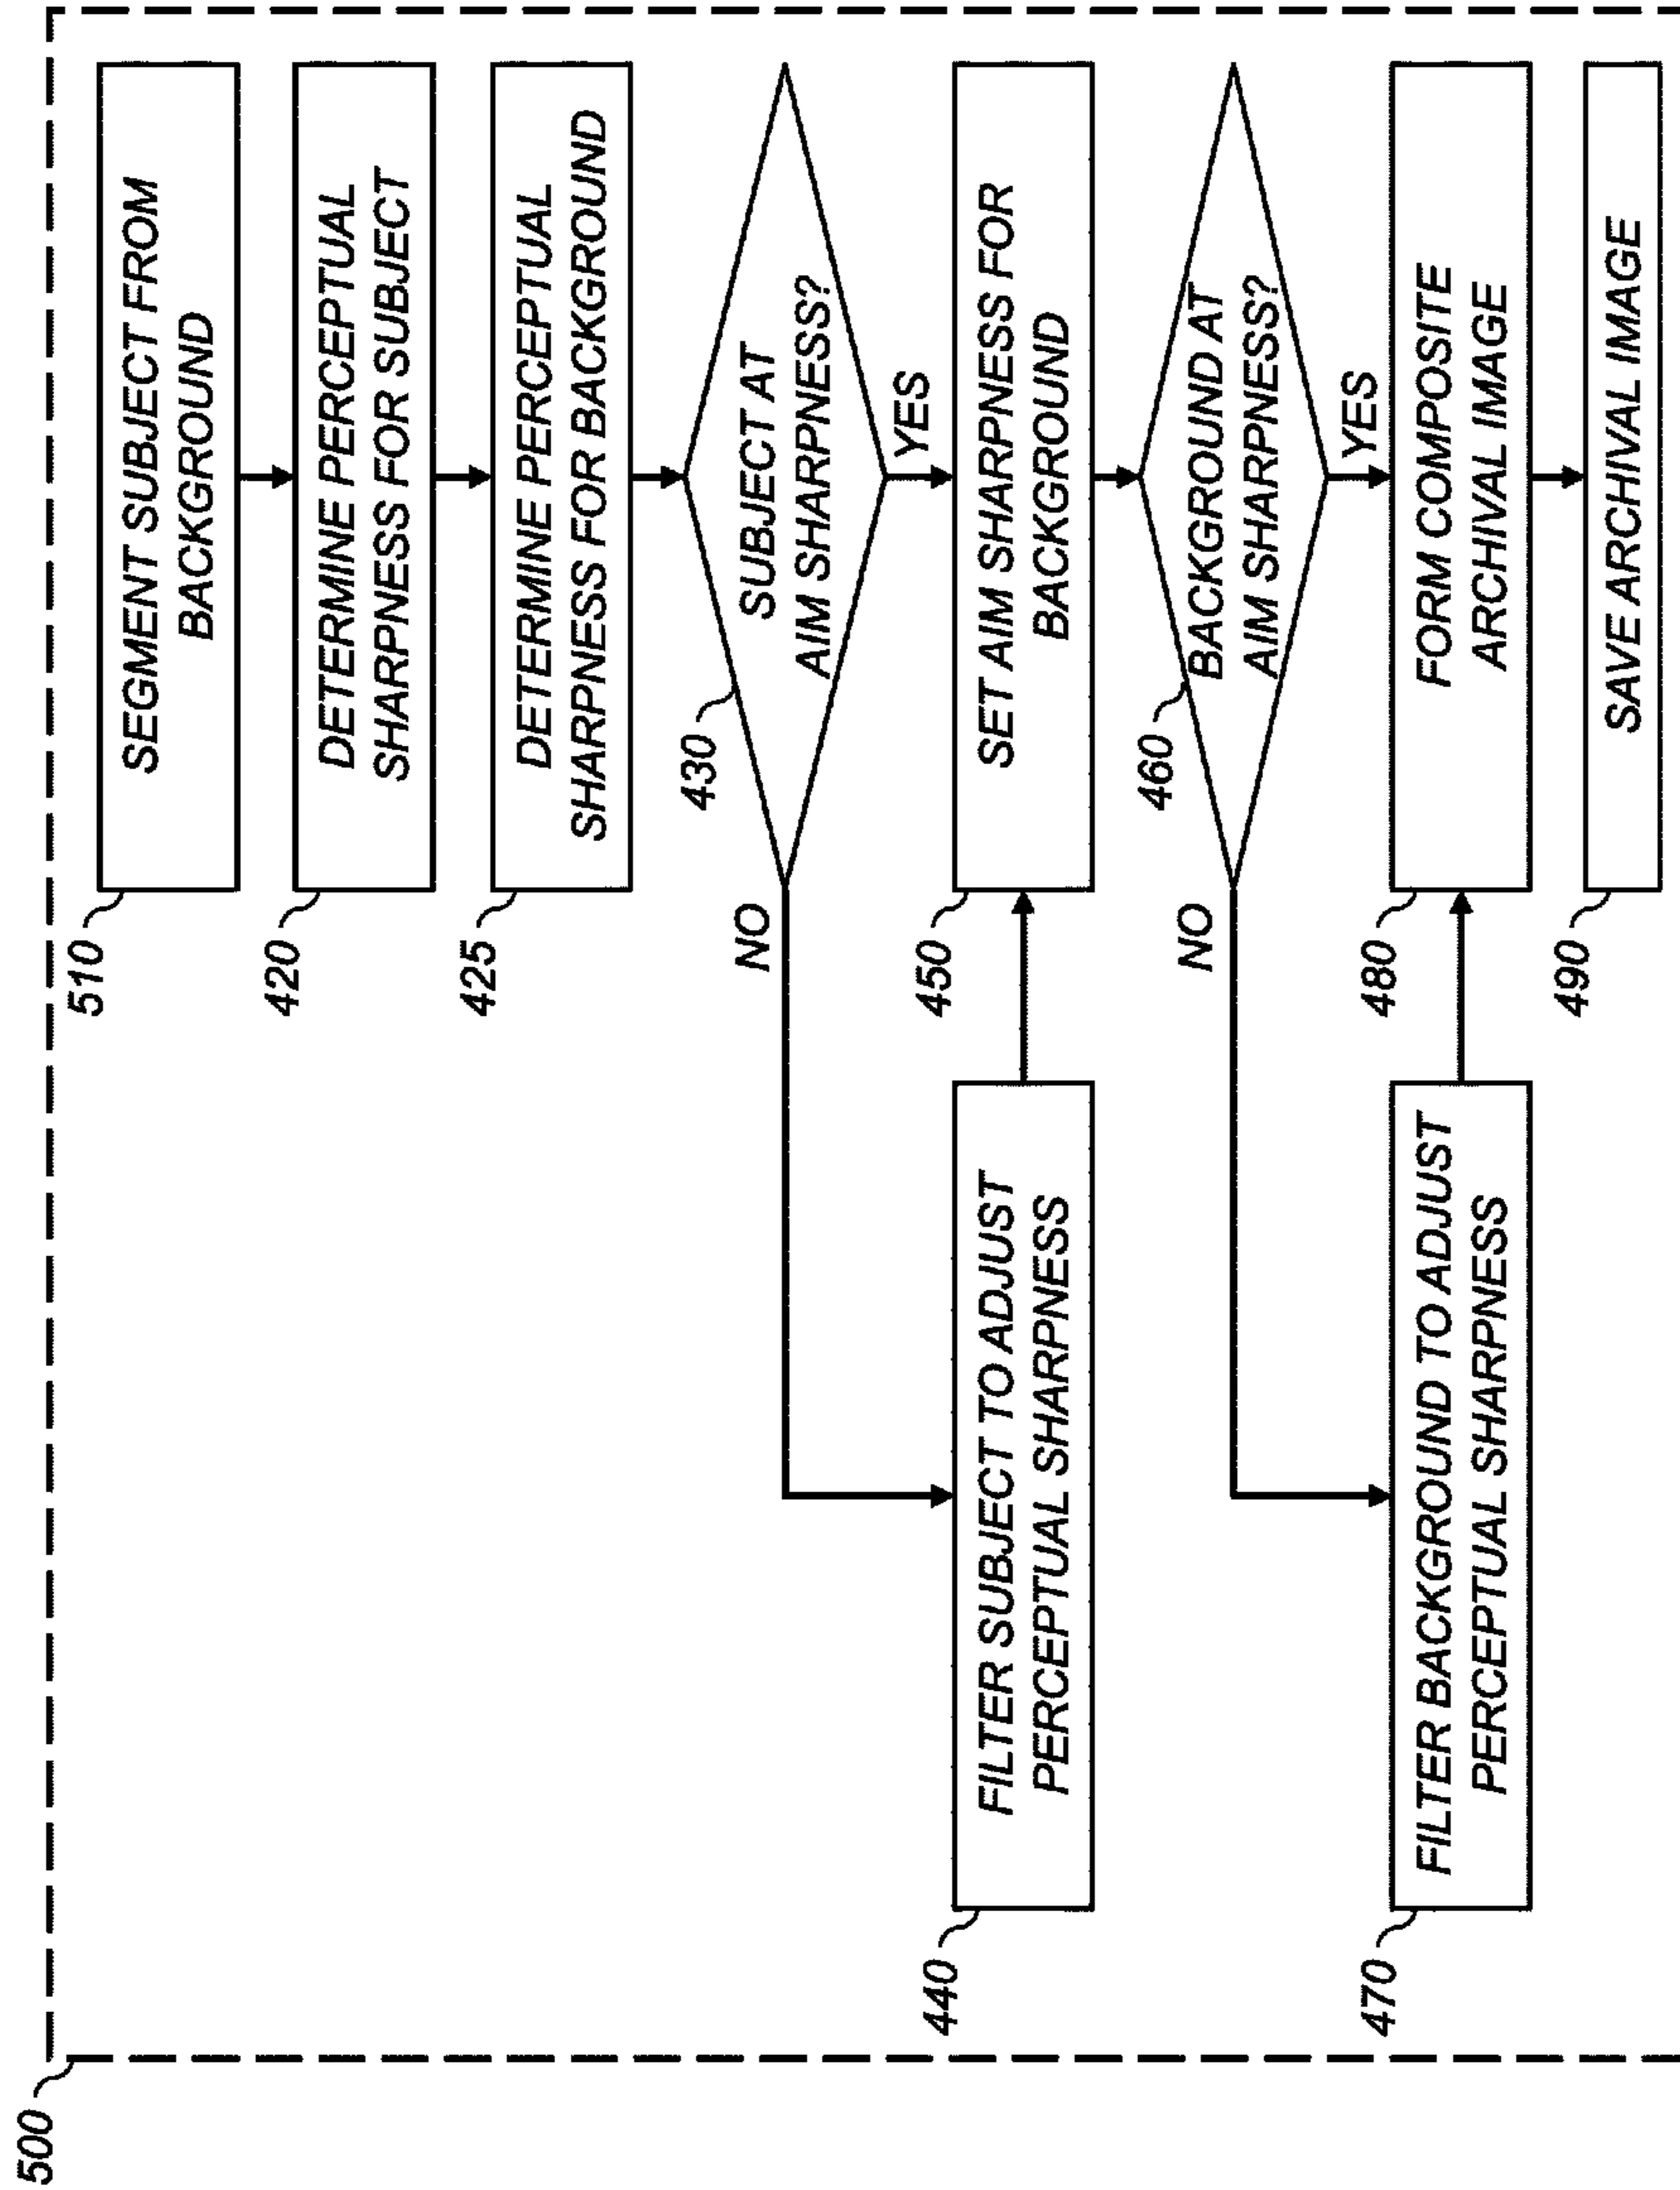 500
510
SEGMENT SUBJECT FROM
BACKGROUND
420
DETERMINE PERCEPTUAL
SHARPNESS FOR SUBJECT
425
DETERMINE PERCEPTUAL
SHARPNESS FOR BACKGROUND
430
SUBJECT AT
AIM SHARPNESS?
NO
YES
440
FILTER SUBJECT TO ADJUST
PERCEPTUAL SHARPNESS
450
SET AIM SHARPNESS FOR
BACKGROUND
460
BACKGROUND AT
AIM SHARPNESS?
NO
YES
470
FILTER BACKGROUND TO ADJUST
PERCEPTUAL SHARPNESS
480
FORM COMPOSITE
ARCHIVAL IMAGE
490
SAVE ARCHIVAL IMAGE